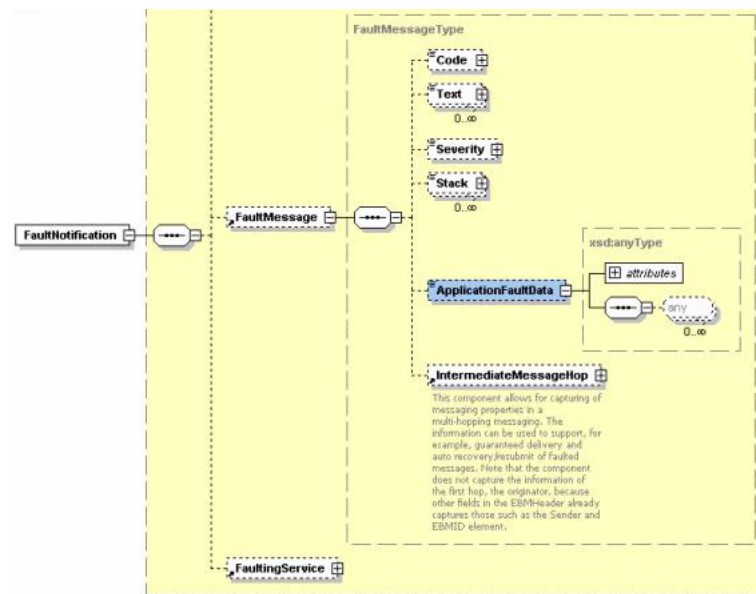 FaultMessageType
Code
Text
0..∞
Severity
Stack
0..∞
FaultMessage
FaultNotification
xsd:anyType
attributes
ApplicationFaultData
any
0..∞
IntermediateMessageHop
This component allows for capturing of
messaging properties in a
multi-hopping messaging. The
information can be used to support, for
example, guaranteed delivery and
auto recovery/resubmit of faulted
messages. Note that the component
does not capture the information of
the first hop, the originator, because
other fields in the EBMHeader already
captures those such as the Sender and
EBMID element.
FaultingService